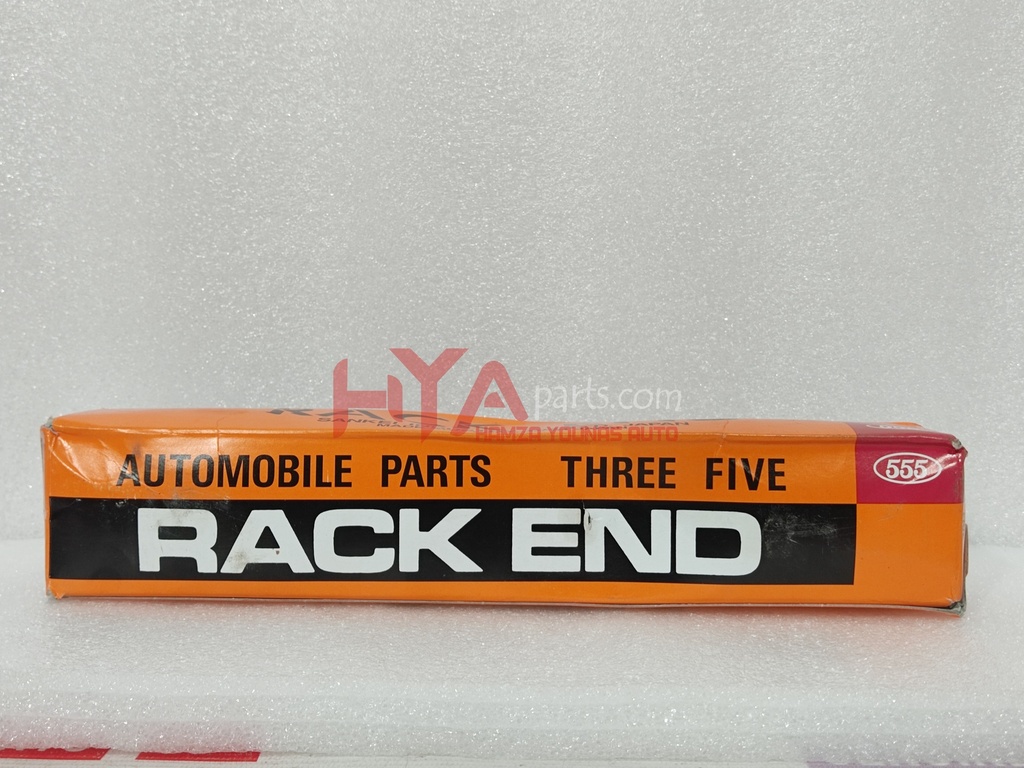 HYAparts.com
HAMZA YOUNAS AUTO
AUTOMOBILE PARTS THREE FIVE
555
RACK END